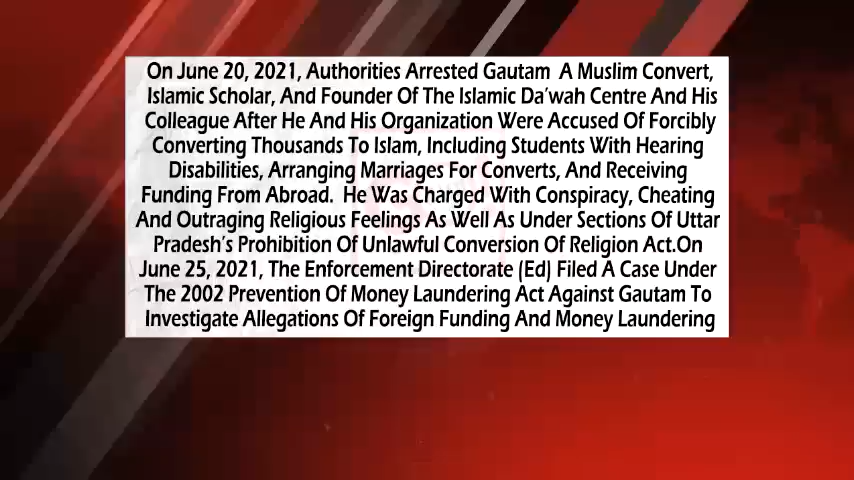 On June 20, 2021, Authorities Arrested Gautam A Muslim Convert,
Islamic Scholar, And Founder Of The Islamic Da'wah Centre And His
Colleague After He And His Organization Were Accused Of Forcibly
Converting Thousands To Islam, Including Students With Hearing
Disabilities, Arranging Marriages For Converts, And Receiving
Funding From Abroad. He Was Charged With Conspiracy, Cheating
And Outraging Religious Feelings As Well As Under Sections Of Uttar
Pradesh's Prohibition Of Unlawful Conversion Of Religion Act.On
June 25, 2021, The Enforcement Directorate (Ed) Filed A Case Under
The 2002 Prevention Of Money Laundering Act Against Gautam To
Investigate Allegations Of Foreign Funding And Money Laundering